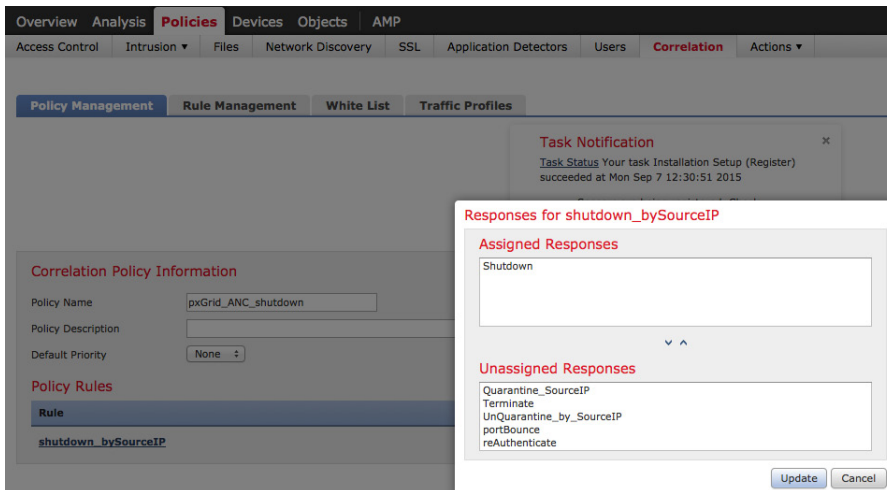 Overview Analysis Policies Devices Objects AMP
Access Control Intrusion ▼ Files Network Discovery SSL Application Detectors Users Correlation Actions ▼
Policy Management Rule Management White List Traffic Profiles
Task Notification ×
Task Status Your task Installation Setup (Register)
succeeded at Mon Sep 7 12:30:51 2015
Responses for shutdown_bySourceIP
Assigned Responses
Shutdown
Unassigned Responses
Quarantine_SourceIP
Terminate
UnQuarantine_by_SourceIP
portBounce
reAuthenticate
Update Cancel
Correlation Policy Information
Policy Name pxGrid_ANC_shutdown
Policy Description
Default Priority None
Policy Rules
Rule
shutdown_bySourceIP